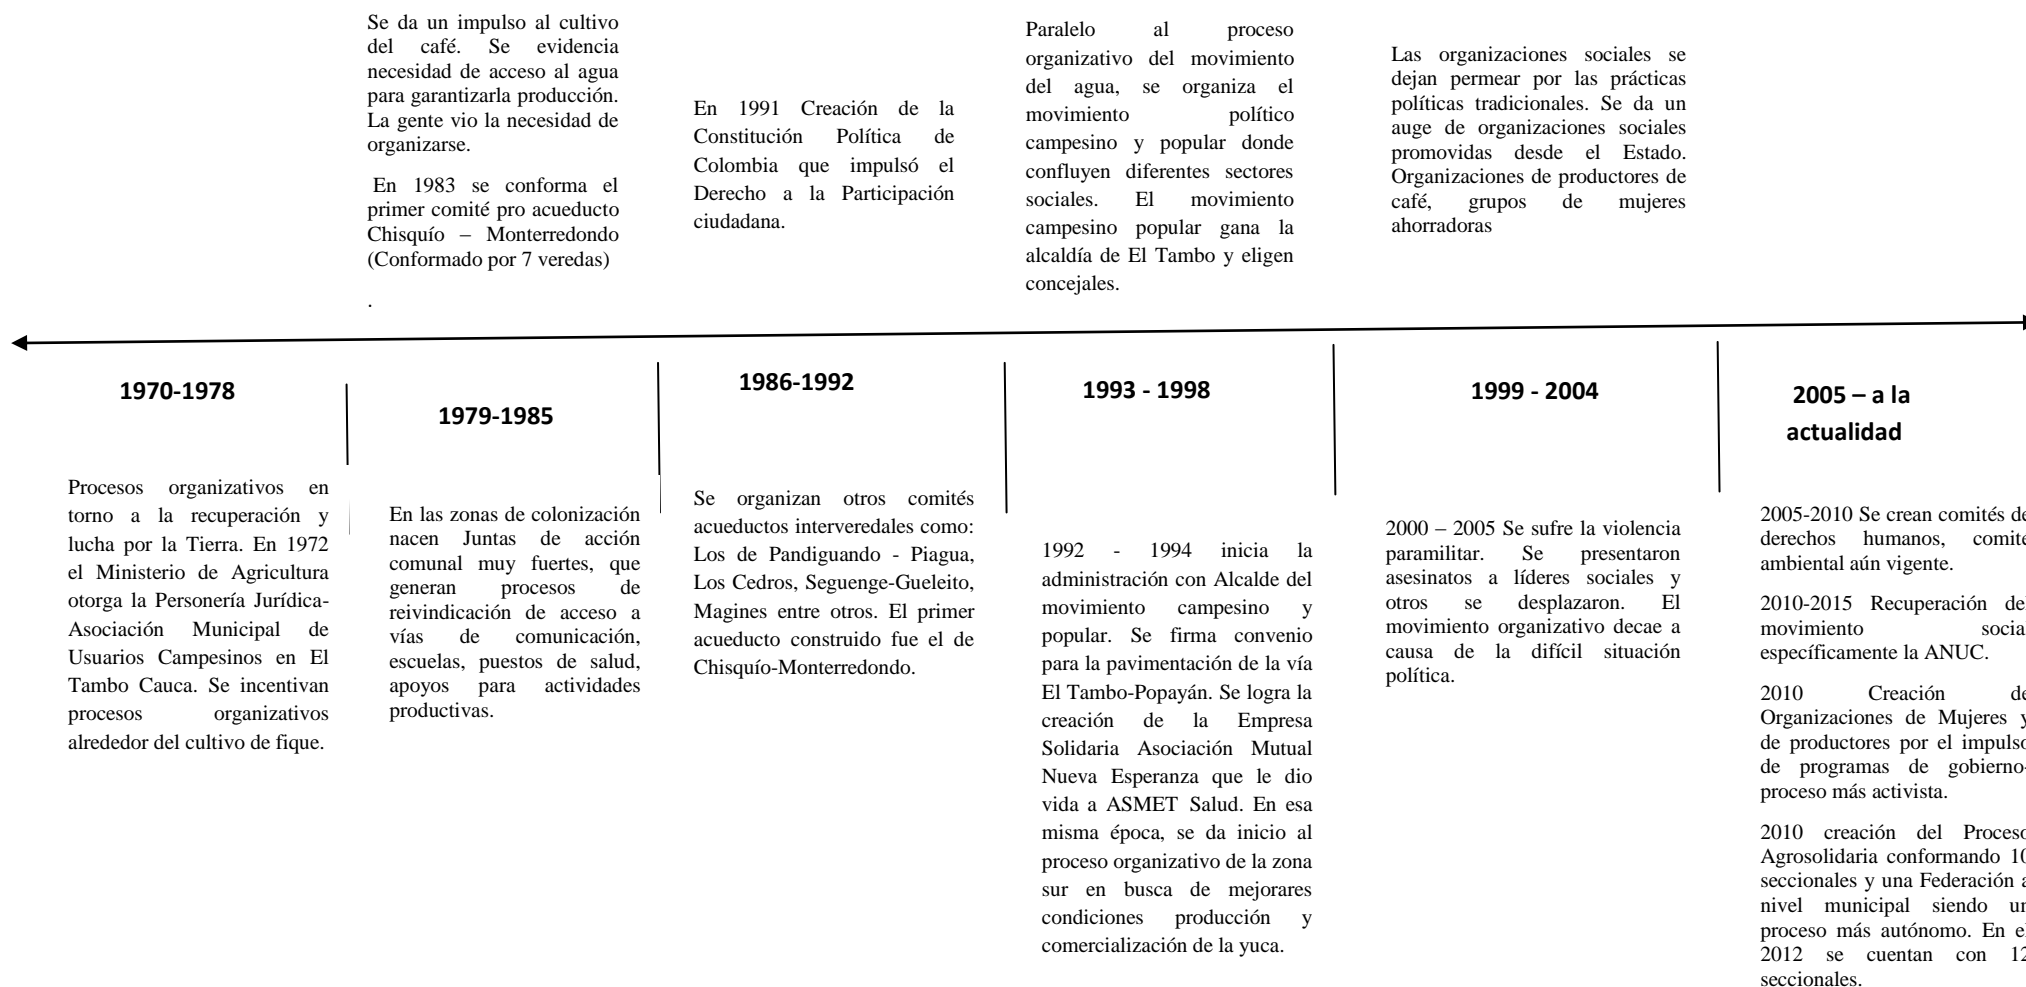 Se da un impulso al cultivo
del café. Se evidencia
necesidad de acceso al agua
para garantizarla producción.
La gente vio la necesidad de
organizarse.
En 1983 se conforma el
primer comité pro acueducto
Chisquío – Monterredondo
(Conformado por 7 veredas)
.
En 1991 Creación de la
Constitución Política de
Colombia que impulsó el
Derecho a la Participación
ciudadana.
Paralelo al proceso
organizativo del movimiento
del agua, se organiza el
movimiento político
campesino y popular donde
confluyen diferentes sectores
sociales. El movimiento
campesino popular gana la
alcaldía de El Tambo y eligen
concejales.
Las organizaciones sociales se
dejan permear por las prácticas
políticas tradicionales. Se da un
auge de organizaciones sociales
promovidas desde el Estado.
Organizaciones de productores de
café, grupos de mujeres
ahorradoras
1970-1978
1979-1985
1986-1992
1993 - 1998
1999 - 2004
2005 – a la
actualidad
Procesos organizativos en
torno a la recuperación y
lucha por la Tierra. En 1972
el Ministerio de Agricultura
otorga la Personería Jurídica-
Asociación Municipal de
Usuarios Campesinos en El
Tambo Cauca. Se incentivan
procesos organizativos
alrededor del cultivo de fique.
En las zonas de colonización
nacen Juntas de acción
comunal muy fuertes, que
generan procesos de
reivindicación de acceso a
vías de comunicación,
escuelas, puestos de salud,
apoyos para actividades
productivas.
Se organizan otros comités
acueductos interveredales como:
Los de Pandiguando - Piagua,
Los Cedros, Seguenge-Gueleito,
Magines entre otros. El primer
acueducto construido fue el de
Chisquío-Monterredondo.
1992 - 1994 inicia la
administración con Alcalde del
movimiento campesino y
popular. Se firma convenio
para la pavimentación de la vía
El Tambo-Popayán. Se logra la
creación de la Empresa
Solidaria Asociación Mutual
Nueva Esperanza que le dio
vida a ASMET Salud. En esa
misma época, se da inicio al
proceso organizativo de la zona
sur en busca de mejorares
condiciones producción y
comercialización de la yuca.
2000 – 2005 Se sufre la violencia
paramilitar. Se presentaron
asesinatos a líderes sociales y
otros se desplazaron. El
movimiento organizativo decae a
causa de la difícil situación
política.
2005-2010 Se crean comités de
derechos humanos, comité
ambiental aún vigente.
2010-2015 Recuperación del
movimiento social
específicamente la ANUC.
2010 Creación de
Organizaciones de Mujeres y
de productores por el impulso
de programas de gobierno-
proceso más activista.
2010 creación del Proceso
Agrosolidaria conformando 10
seccionales y una Federación a
nivel municipal siendo un
proceso más autónomo. En el
2012 se cuentan con 12
seccionales.